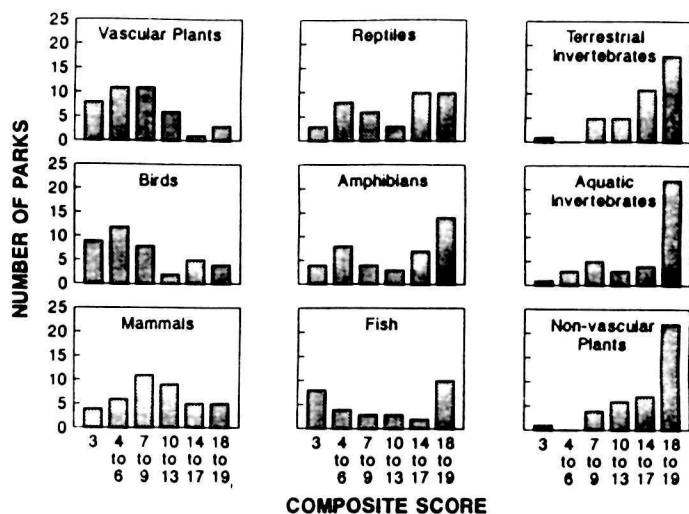 NUMBER OF PARKS
25
20
15
10
5
0
Vascular Plants
Reptiles
Terrestrial
Invertebrates
25
20
15
10
5
0
Birds
Amphibians
Aquatic
Invertebrates
25
20
15
10
5
0
Mammals
Fish
Non-vascular
Plants
3 4 7 10 14 18 3 4 7 10 14 18 3 4 7 10 14 18
to to to to to to to to to to to to to to to
6 9 13 17 19 6 9 13 17 19 6 9 13 17 19
COMPOSITE SCORE